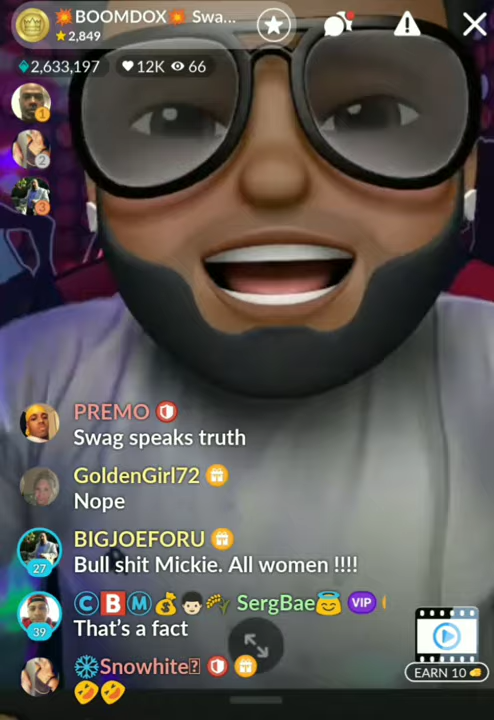 BOOMDOX Swa...
2,849
2,633,197 12K 66
1
2
3
PREMO
Swag speaks truth
GoldenGirl72
Nope
BIGJOEFORU
27
Bull shit Mickie. All women !!!!
CBM SergBae VIP
39
That's a fact
EARN 10
Snowhite